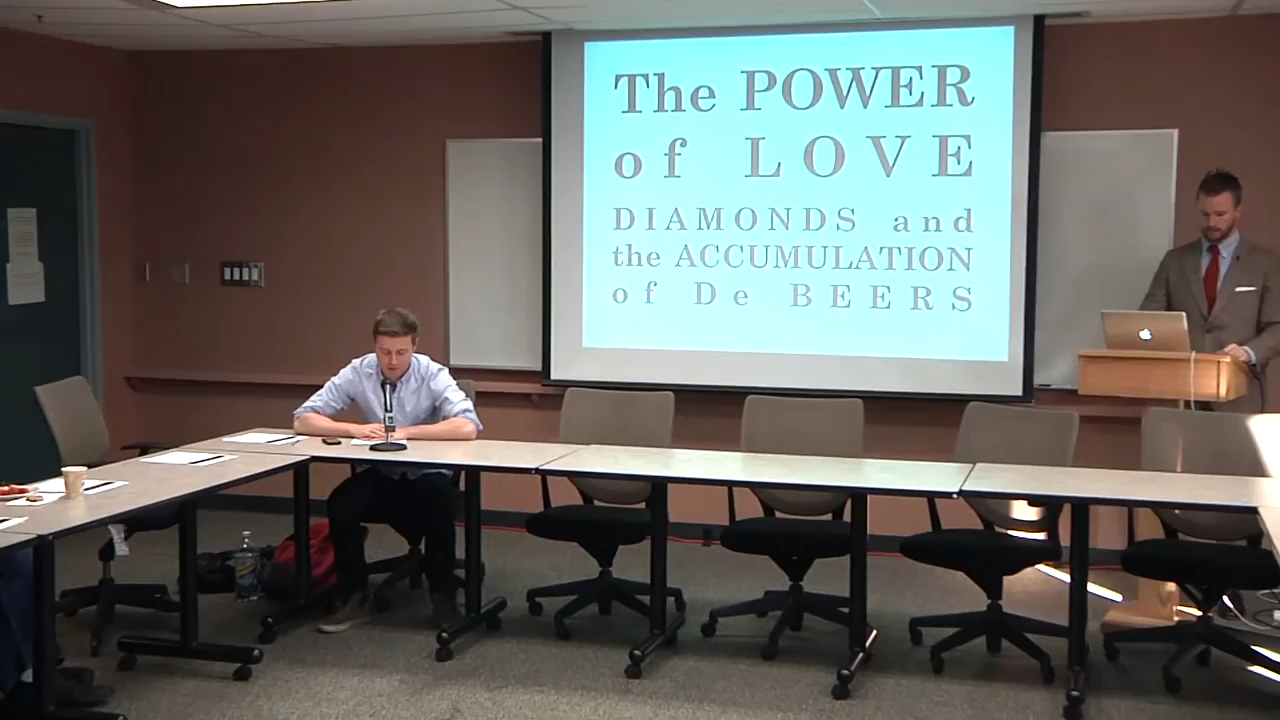 The POWER
of LOVE
DIAMONDS and
the ACCUMULATION
of De BEERS